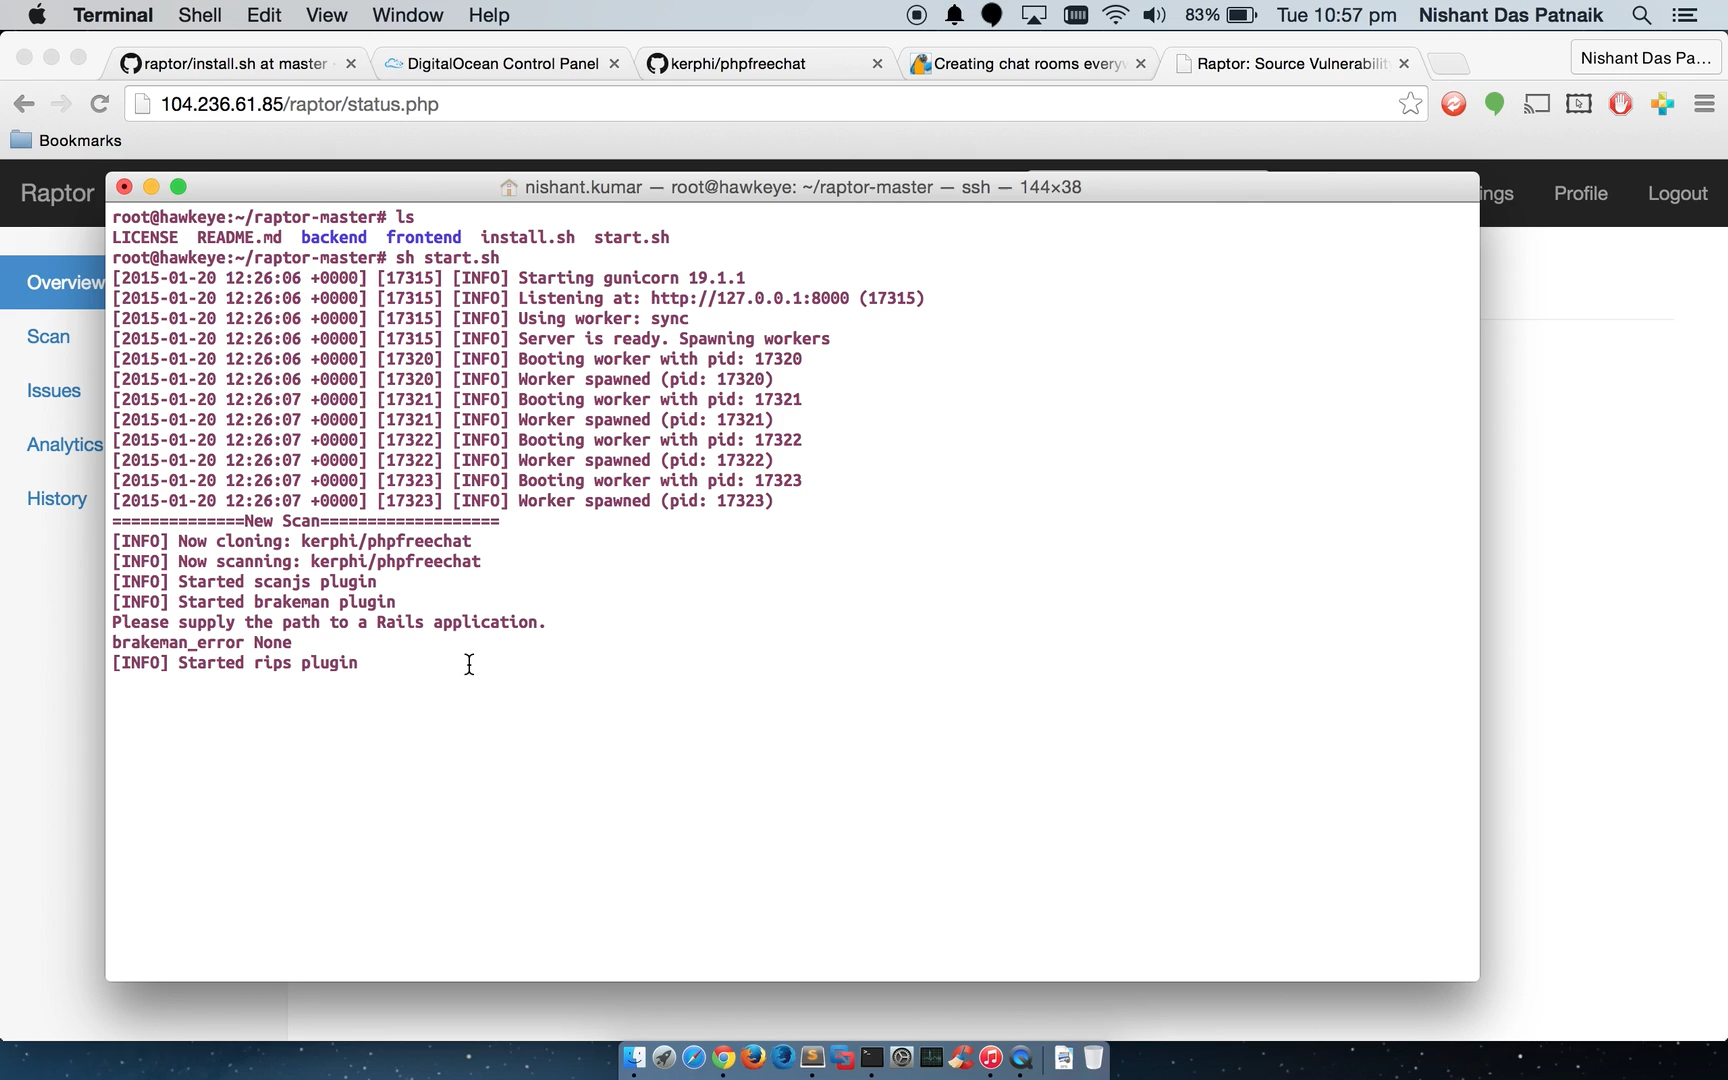 Terminal Shell Edit View Window Help 83% Tue 10:57 pm Nishant Das Patnaik
raptor/install.sh at master DigitalOcean Control Panel kerphi/phpfreechat Creating chat rooms every Raptor: Source Vulnerabilit Nishant Das Pa...
104.236.61.85/raptor/status.php
Bookmarks
Raptor ings Profile Logout
nishant.kumar — root@hawkeye: ~/raptor-master — ssh — 144×38
Overview
Scan
Issues
Analytics
History
root@hawkeye:~/raptor-master# ls
LICENSE README.md backend frontend install.sh start.sh
root@hawkeye:~/raptor-master# sh start.sh
[2015-01-20 12:26:06 +0000] [17315] [INFO] Starting gunicorn 19.1.1
[2015-01-20 12:26:06 +0000] [17315] [INFO] Listening at: http://127.0.0.1:8000 (17315)
[2015-01-20 12:26:06 +0000] [17315] [INFO] Using worker: sync
[2015-01-20 12:26:06 +0000] [17315] [INFO] Server is ready. Spawning workers
[2015-01-20 12:26:06 +0000] [17320] [INFO] Booting worker with pid: 17320
[2015-01-20 12:26:06 +0000] [17320] [INFO] Worker spawned (pid: 17320)
[2015-01-20 12:26:07 +0000] [17321] [INFO] Booting worker with pid: 17321
[2015-01-20 12:26:07 +0000] [17321] [INFO] Worker spawned (pid: 17321)
[2015-01-20 12:26:07 +0000] [17322] [INFO] Booting worker with pid: 17322
[2015-01-20 12:26:07 +0000] [17322] [INFO] Worker spawned (pid: 17322)
[2015-01-20 12:26:07 +0000] [17323] [INFO] Booting worker with pid: 17323
[2015-01-20 12:26:07 +0000] [17323] [INFO] Worker spawned (pid: 17323)
==============New Scan===================
[INFO] Now cloning: kerphi/phpfreechat
[INFO] Now scanning: kerphi/phpfreechat
[INFO] Started scanjs plugin
[INFO] Started brakeman plugin
Please supply the path to a Rails application.
brakeman_error None
[INFO] Started rips plugin